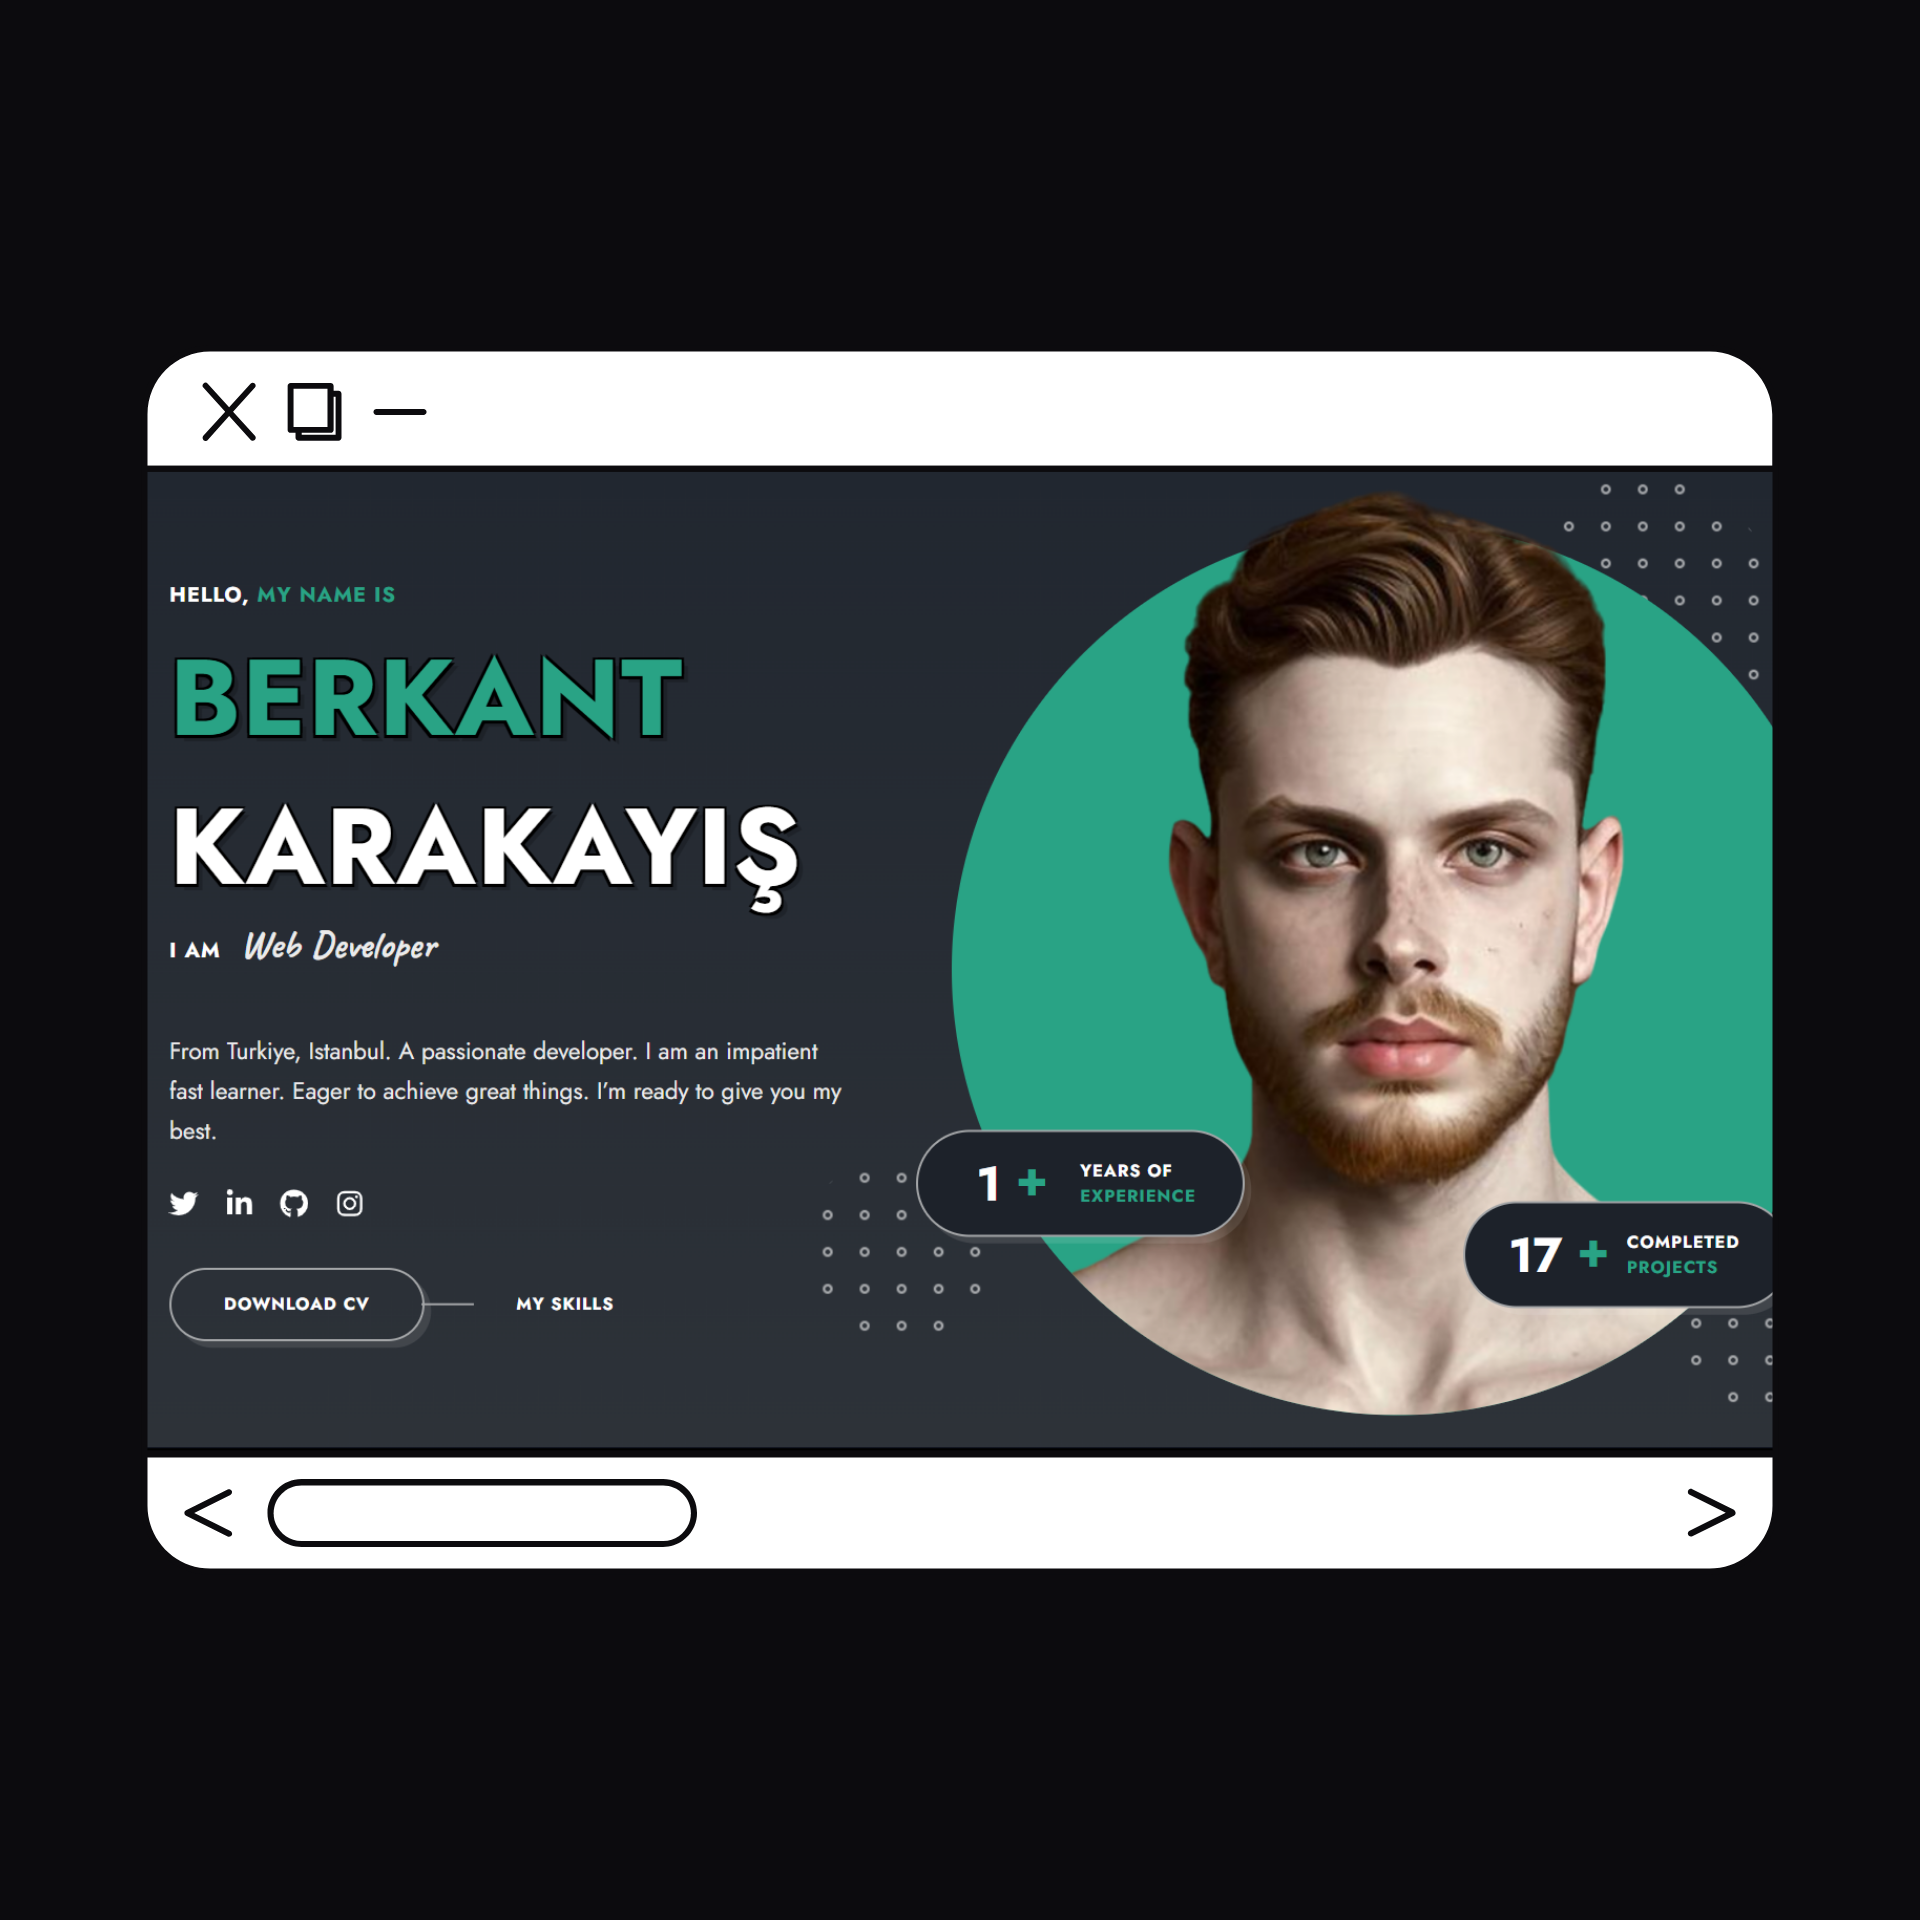 HELLO, MY NAME IS
BERKANT
KARAKAYIŞ
I AM Web Developer
From Turkiye, Istanbul. A passionate developer. I am an impatient
fast learner. Eager to achieve great things. I'm ready to give you my
best.
DOWNLOAD CV
MY SKILLS
1 +
YEARS OF
EXPERIENCE
17 +
COMPLETED
PROJECTS